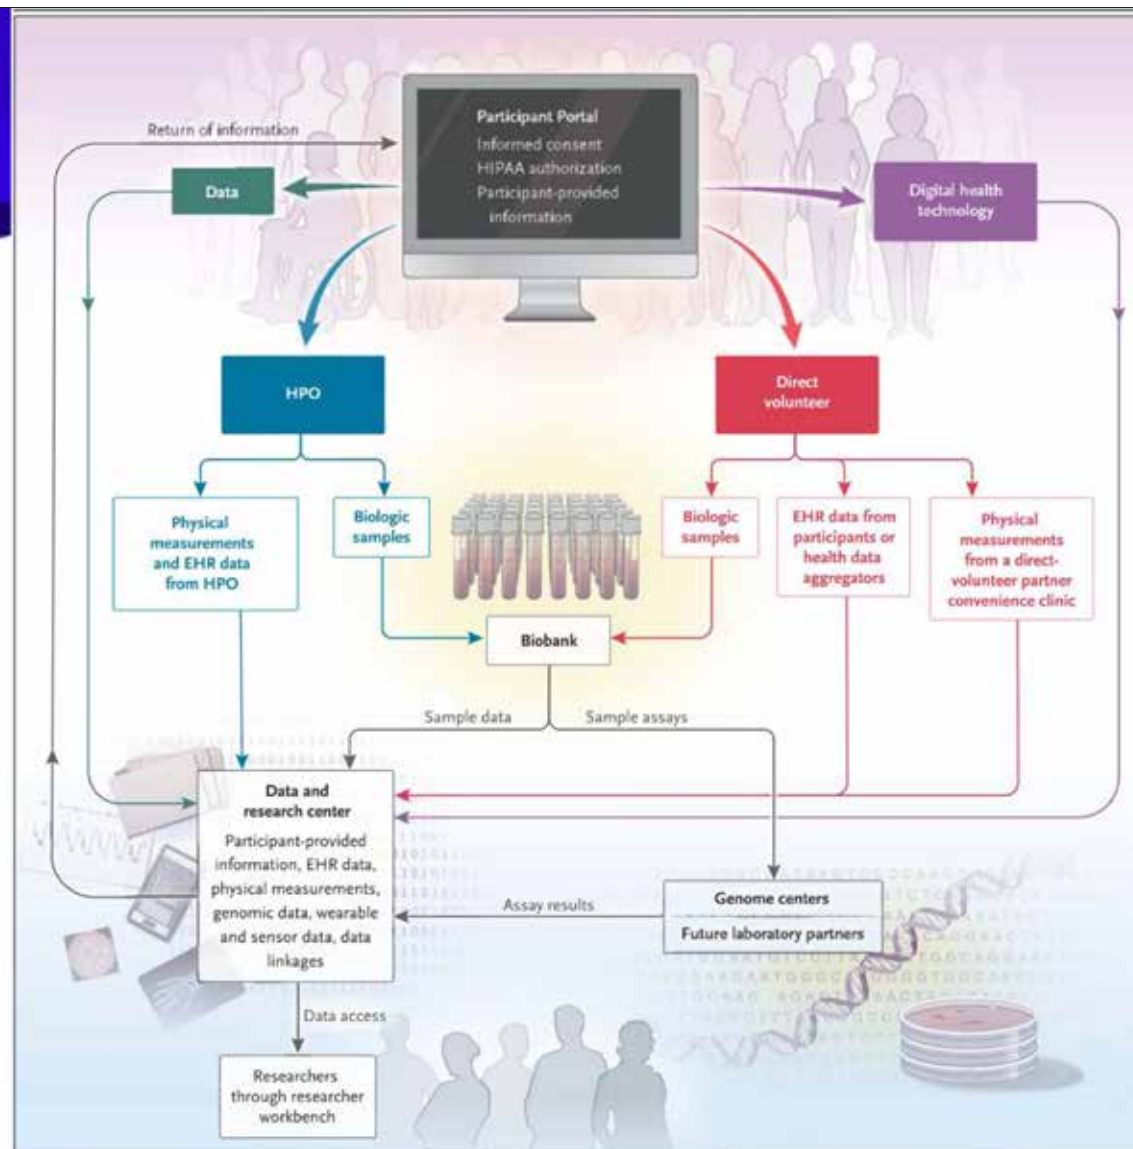 Participant Portal
Informed consent
HIPAA authorization
Participant-provided
information
Return of information
Data
Digital health
technology
HPO
Direct
volunteer
Physical
measurements
and EHR data
from HPO
Biologic
samples
Biologic
samples
EHR data from
participants or
health data
aggregators
Physical
measurements
from a direct-
volunteer partner
convenience clinic
Biobank
Sample data
Sample assays
Data and
research center
Participant-provided
information, EHR data,
physical measurements,
genomic data, wearable
and sensor data, data
linkages
Assay results
Genome centers
Future laboratory partners
Data access
Researchers
through researcher
workbench